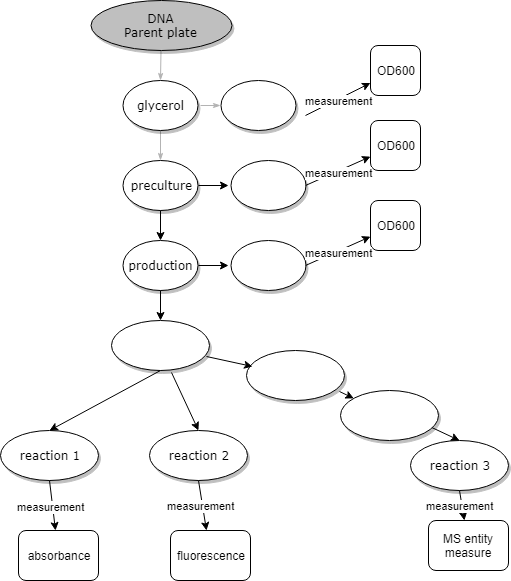 DNA
Parent plate
OD600
glycerol
measurement
OD600
measurement
preculture
OD600
measurement
production
reaction 1
reaction 2
reaction 3
measurement
measurement
measurement
absorbance
fluorescence
MS entity
measure